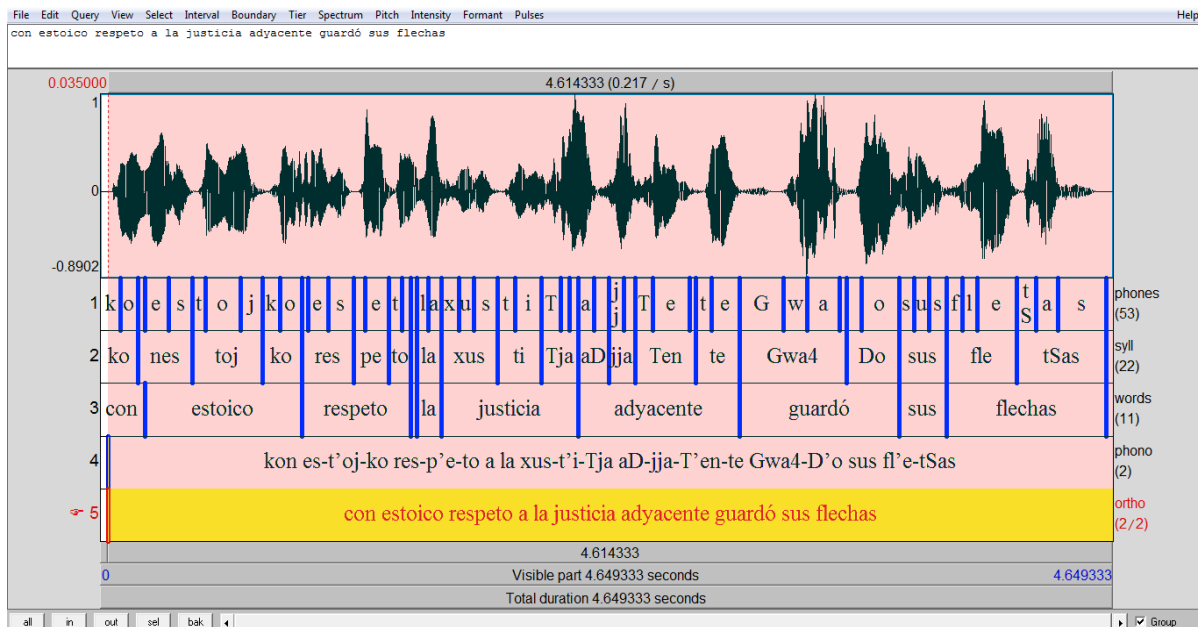 File Edit Query View Select Interval Boundary Tier Spectrum Pitch Intensity Formant Pulses Help
con estoico respeto a la justicia adyacente guardó sus flechas
0.035000 4.614333 (0.217 / s)
1
0
-0.8902
1 k o e s t o j k o e s e t l a x u s t i T a j j T e t e G w a o s u s f l e t S a s phones (53)
2 ko nes toj ko res pe to la xus ti Tja aD jja Ten te Gwa4 Do sus fle tSas syll (22)
3 con estoico respeto la justicia adyacente guardó sus flechas words (11)
4 kon es-t'oj-ko res-p'e-to a la xus-t'i-Tja aD-jja-T'en-te Gwa4-D'o sus fl'e-tSas phono (2)
5 con estoico respeto a la justicia adyacente guardó sus flechas ortho (2/2)
4.614333
0 Visible part 4.649333 seconds 4.649333
Total duration 4.649333 seconds
all in out sel bak Group